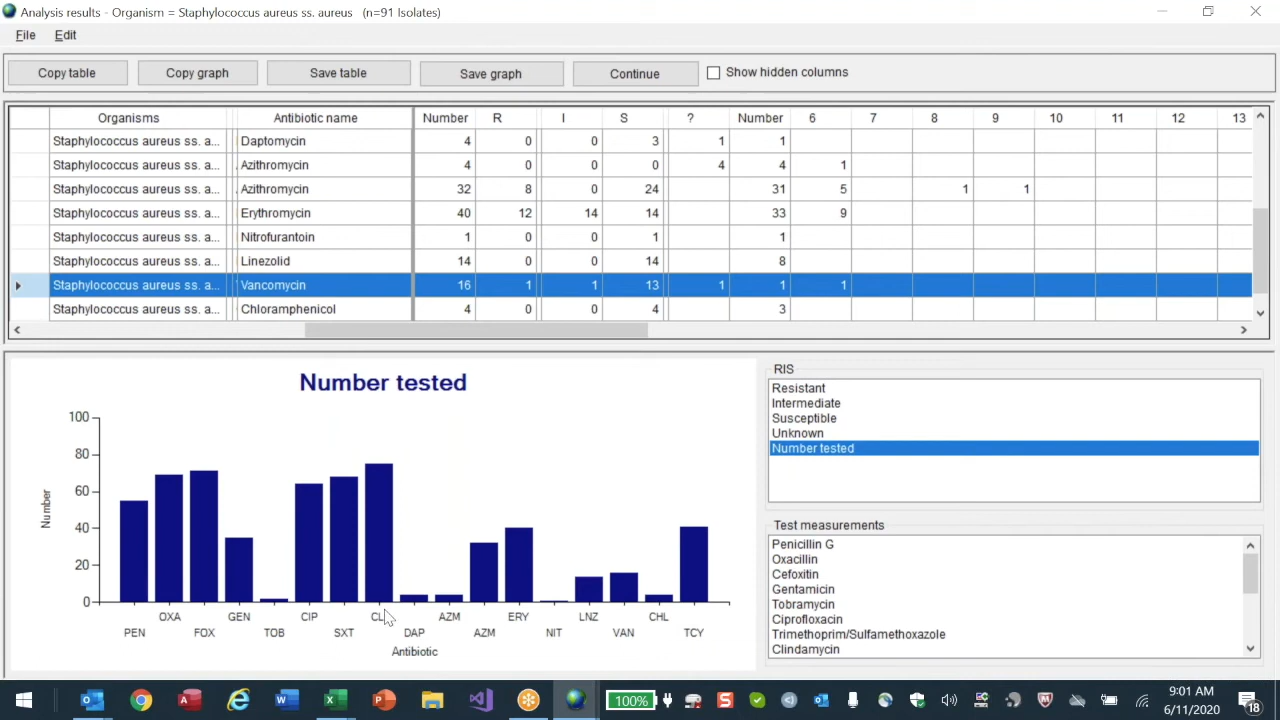 Analysis results - Organism = Staphylococcus aureus ss. aureus (n=91 Isolates)
File Edit
Copy table Copy graph Save table Save graph Continue Show hidden columns
Organisms Antibiotic name Number R I S ? Number 6 7 8 9 10 11 12 13
Staphylococcus aureus ss. a... Daptomycin 4 0 0 3 1 1
Staphylococcus aureus ss. a... Azithromycin 4 0 0 0 4 4 1
Staphylococcus aureus ss. a... Azithromycin 32 8 0 24 31 5 1 1
Staphylococcus aureus ss. a... Erythromycin 40 12 14 14 33 9
Staphylococcus aureus ss. a... Nitrofurantoin 1 0 0 1 1
Staphylococcus aureus ss. a... Linezolid 14 0 0 14 8
Staphylococcus aureus ss. a... Vancomycin 16 1 1 13 1 1 1
Staphylococcus aureus ss. a... Chloramphenicol 4 0 0 4 3
Number tested
100
80
60
40
20
0
Number
OXA GEN CIP CL AZM ERY LNZ CHL
PEN FOX TOB SXT DAP AZM NIT VAN TCY
Antibiotic
RIS
Resistant
Intermediate
Susceptible
Unknown
Number tested
Test measurements
Penicillin G
Oxacillin
Cefoxitin
Gentamicin
Tobramycin
Ciprofloxacin
Trimethoprim/Sulfamethoxazole
Clindamycin
100%
9:01 AM
6/11/2020
18